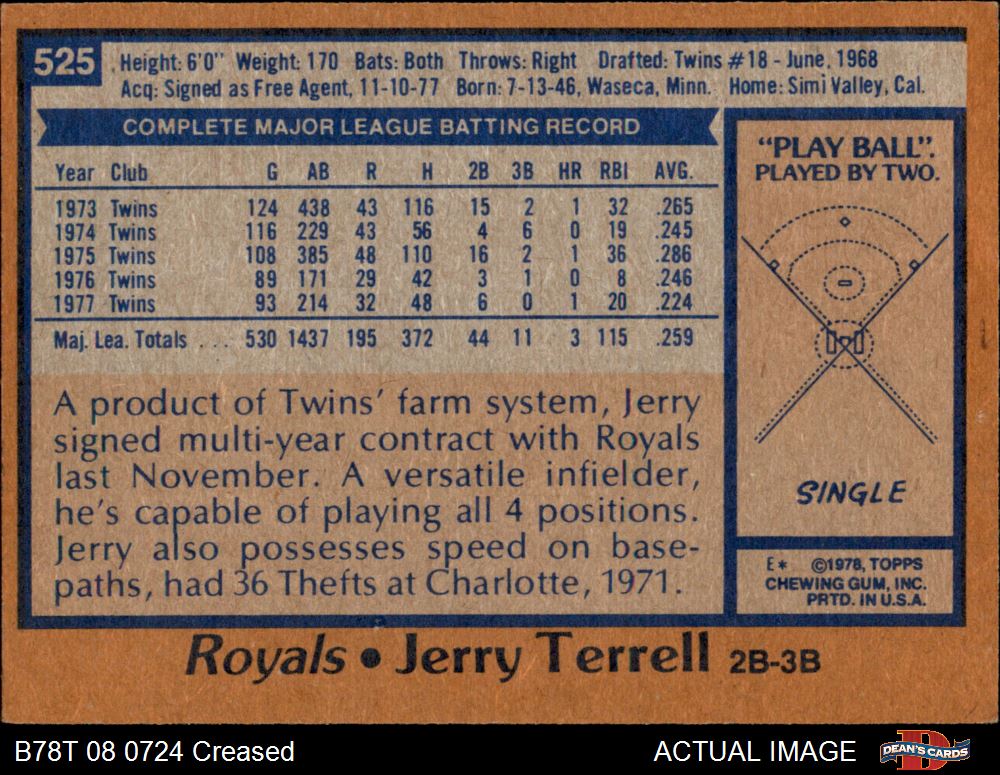 525
Height: 6'0" Weight: 170 Bats: Both Throws: Right Drafted: Twins #18 - June, 1968
Acq: Signed as Free Agent, 11-10-77 Born: 7-13-46, Waseca, Minn. Home: Simi Valley, Cal.
COMPLETE MAJOR LEAGUE BATTING RECORD
Year Club G AB R H 2B 3B HR RBI AVG.
1973 Twins 124 438 43 116 15 2 1 32 .265
1974 Twins 116 229 43 56 4 6 0 19 .245
1975 Twins 108 385 48 110 16 2 1 36 .286
1976 Twins 89 171 29 42 3 1 0 8 .246
1977 Twins 93 214 32 48 6 0 1 20 .224
Maj. Lea. Totals . . . 530 1437 195 372 44 11 3 115 .259
A product of Twins' farm system, Jerry
signed multi-year contract with Royals
last November. A versatile infielder,
he's capable of playing all 4 positions.
Jerry also possesses speed on base-
paths, had 36 Thefts at Charlotte, 1971.
"PLAY BALL".
PLAYED BY TWO.
SINGLE
E* ©1978, TOPPS
CHEWING GUM, INC.
PRTD. IN U.S.A.
Royals • Jerry Terrell 2B-3B
B78T 08 0724 Creased
ACTUAL IMAGE
D
DEAN'S CARDS